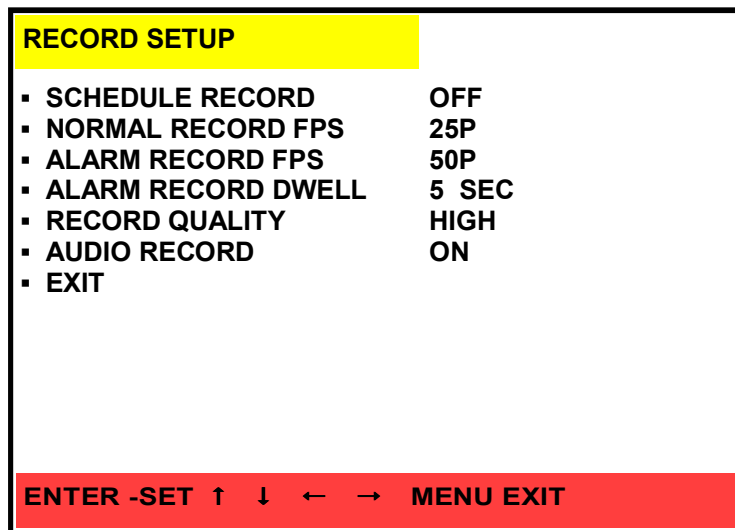 RECORD SETUP
▪ SCHEDULE RECORD OFF
▪ NORMAL RECORD FPS 25P
▪ ALARM RECORD FPS 50P
▪ ALARM RECORD DWELL 5 SEC
▪ RECORD QUALITY HIGH
▪ AUDIO RECORD ON
▪ EXIT
ENTER -SET ↑ ↓ ← → MENU EXIT